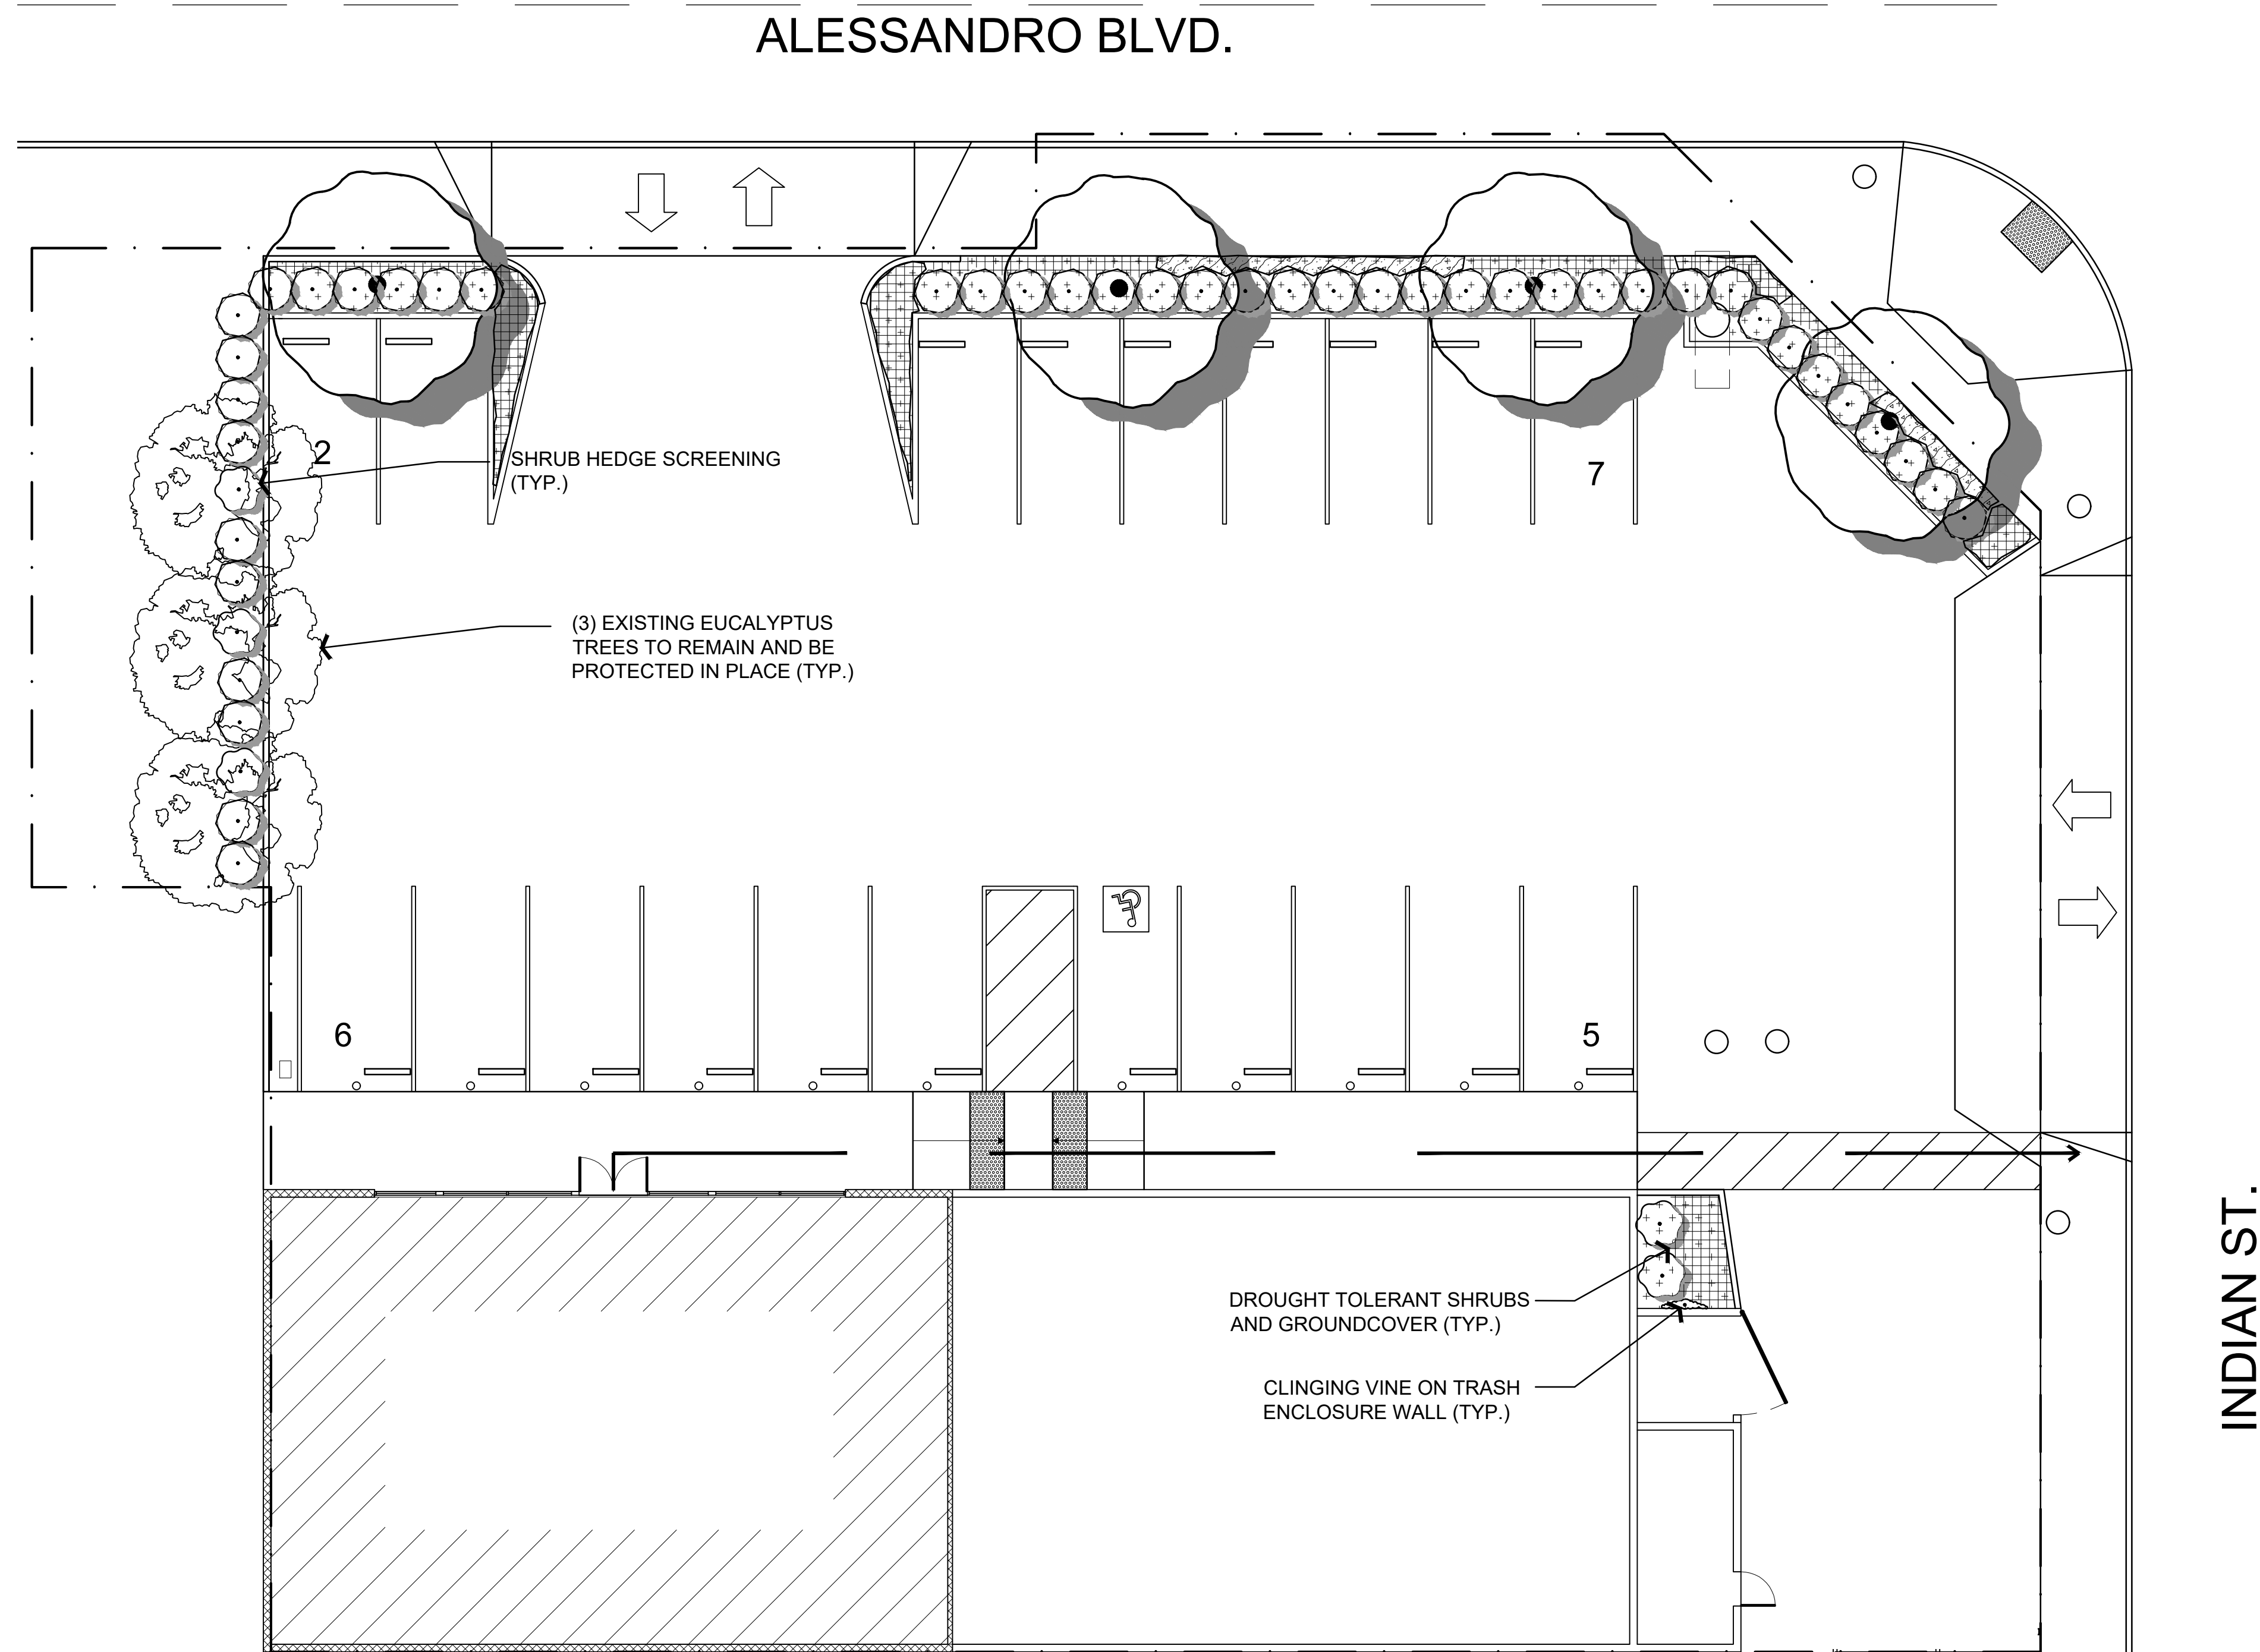 ALESSANDRO BLVD.
2
SHRUB HEDGE SCREENING
(TYP.)
7
(3) EXISTING EUCALYPTUS
TREES TO REMAIN AND BE
PROTECTED IN PLACE (TYP.)
6
5
DROUGHT TOLERANT SHRUBS
AND GROUNDCOVER (TYP.)
CLINGING VINE ON TRASH
ENCLOSURE WALL (TYP.)
INDIAN ST.